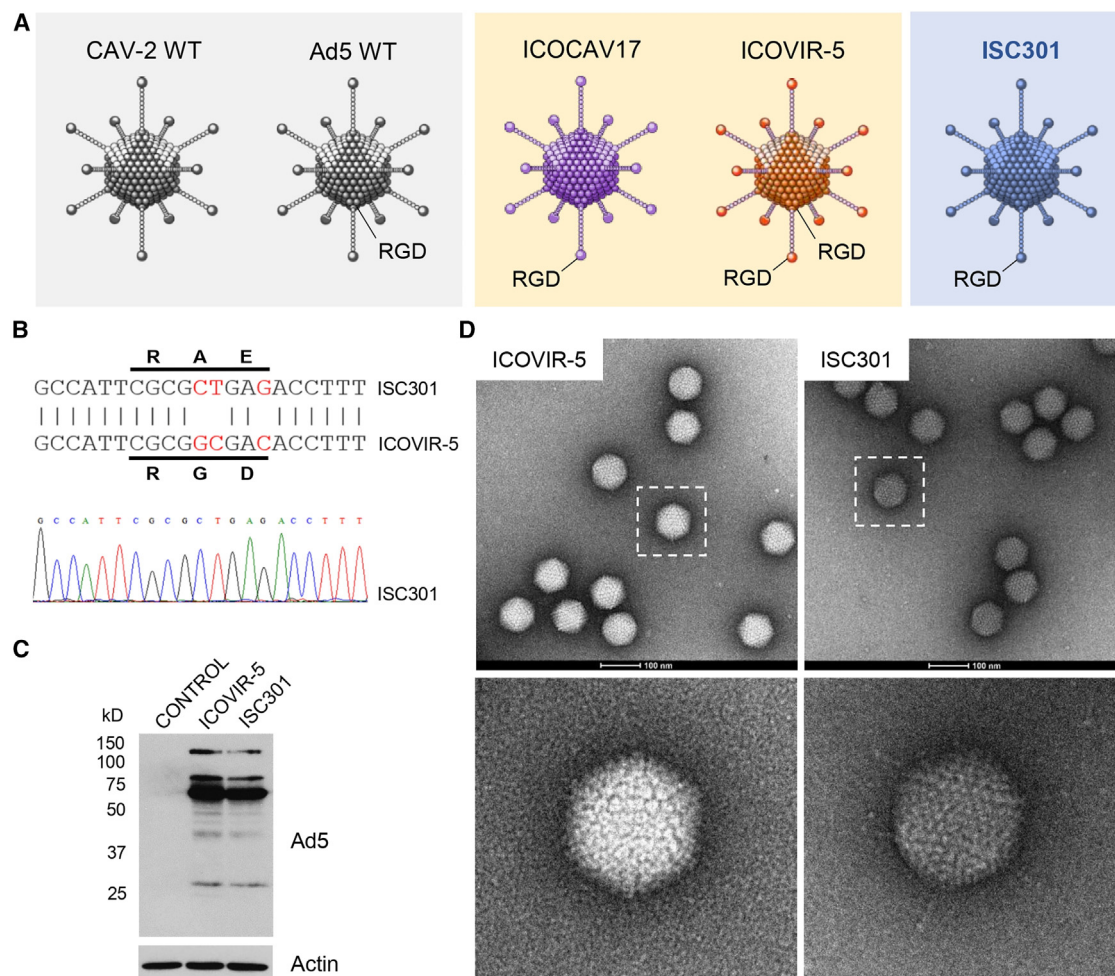 A
CAV-2 WT
Ad5 WT
RGD
ICOCAV17
ICOVIR-5
RGD
RGD
RGD
ISC301
RGD
B
R A E
GCCATTCGCGCTGAGACCTTT ISC301
GCCATTCGCGGCGACACCTTT ICOVIR-5
R G D
GCCATTCGCGCTGAGACCTTT
ISC301
C
CONTROL
ICOVIR-5
ISC301
kD
150
100
75
50
37
25
Ad5
Actin
D
ICOVIR-5
ISC301
100 nm
100 nm